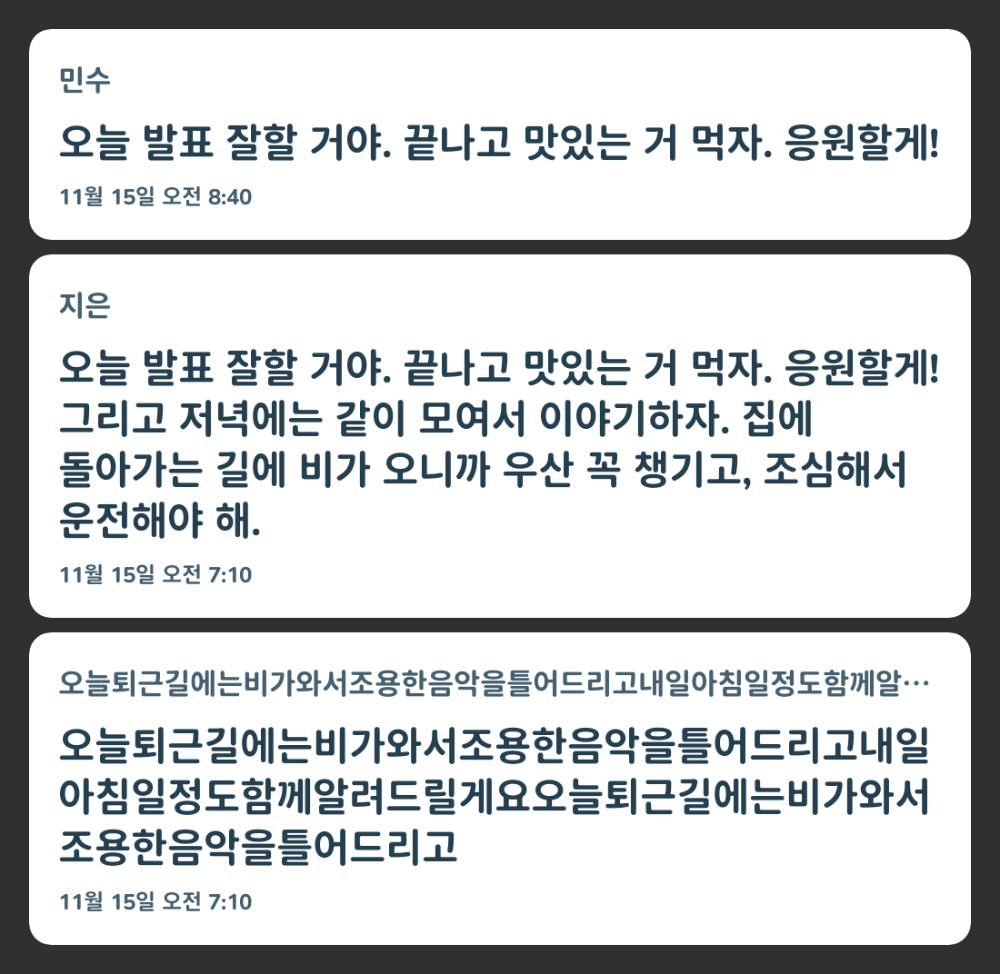 민수
오늘 발표 잘할 거야. 끝나고 맛있는 거 먹자. 응원할게!
11월 15일 오전 8:40
지은
오늘 발표 잘할 거야. 끝나고 맛있는 거 먹자. 응원할게!
그리고 저녁에는 같이 모여서 이야기하자. 집에
돌아가는 길에 비가 오니까 우산 꼭 챙기고, 조심해서
운전해야 해.
11월 15일 오전 7:10
오늘퇴근길에는비가와서조용한음악을틀어드리고내일아침일정도함께알…
오늘퇴근길에는비가와서조용한음악을틀어드리고내일
아침일정도함께알려드릴게요오늘퇴근길에는비가와서
조용한음악을틀어드리고
11월 15일 오전 7:10